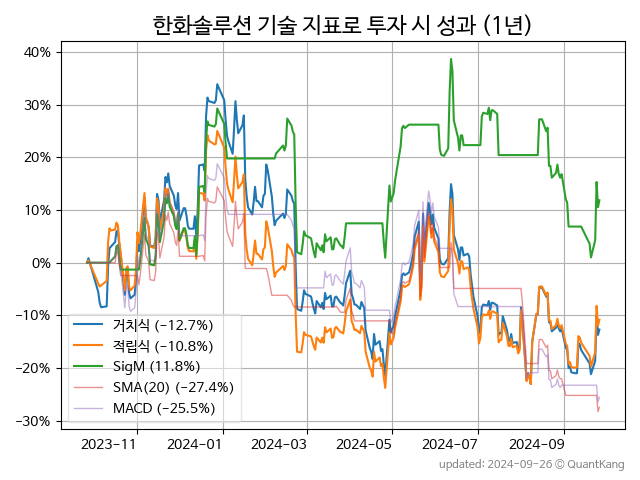 한화솔루션 기술 지표로 투자 시 성과 (1년)
40%
30%
20%
10%
0%
−10%
−20%
−30%
거치식 (−12.7%)
적립식 (−10.8%)
SigM (11.8%)
SMA(20) (−27.4%)
MACD (−25.5%)
2023-11 2024-01 2024-03 2024-05 2024-07 2024-09
updated: 2024-09-26 © QuantKang